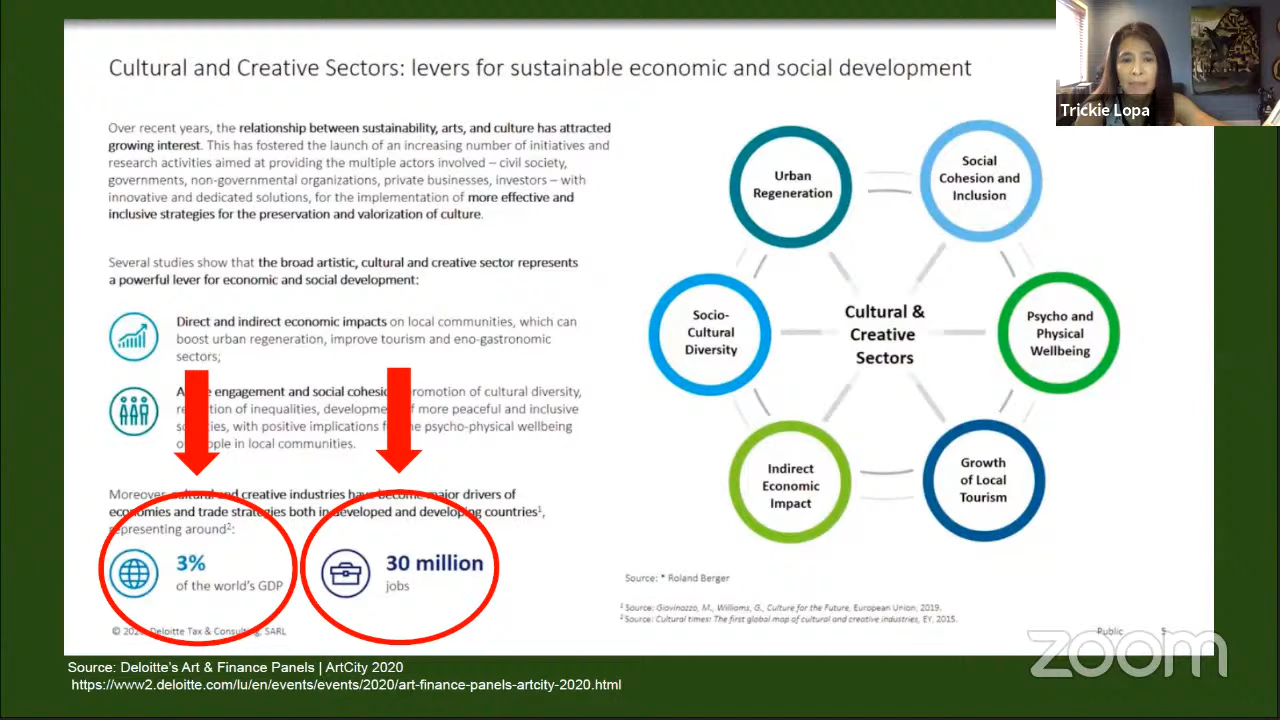 Cultural and Creative Sectors: levers for sustainable economic and social development
Trickie Lopa
Over recent years, the relationship between sustainability, arts, and culture has attracted
growing interest. This has fostered the launch of an increasing number of initiatives and
research activities aimed at providing the multiple actors involved – civil society,
governments, non-governmental organizations, private businesses, investors – with
innovative and dedicated solutions, for the implementation of more effective and
inclusive strategies for the preservation and valorization of culture.
Several studies show that the broad artistic, cultural and creative sector represents
a powerful lever for economic and social development:
Direct and indirect economic impacts on local communities, which can
boost urban regeneration, improve tourism and eno-gastronomic
sectors;
engagement and social promotion of cultural diversity,
of inequalities, more peaceful and inclusive
with positive implications psycho-physical wellbeing
in local communities.
Moreover, cultural and creative industries have become major drivers of
economies and trade strategies both in developed and developing countries¹,
representing around²:
3%
of the world's GDP
30 million
jobs
Urban
Regeneration
Social
Cohesion and
Inclusion
Socio-
Cultural
Diversity
Cultural &
Creative
Sectors
Psycho and
Physical
Wellbeing
Indirect
Economic
Impact
Growth
of Local
Tourism
Source: * Roland Berger
¹ Source: Giovinazzo, M., Williams, G., Culture for the Future, European Union, 2019.
² Source: Cultural times: The first global map of cultural and creative industries, EY, 2015.
© Deloitte Tax & Consulting, SARL
Public 5
zoom
Source: Deloitte's Art & Finance Panels | ArtCity 2020
https://www2.deloitte.com/lu/en/events/events/2020/art-finance-panels-artcity-2020.html